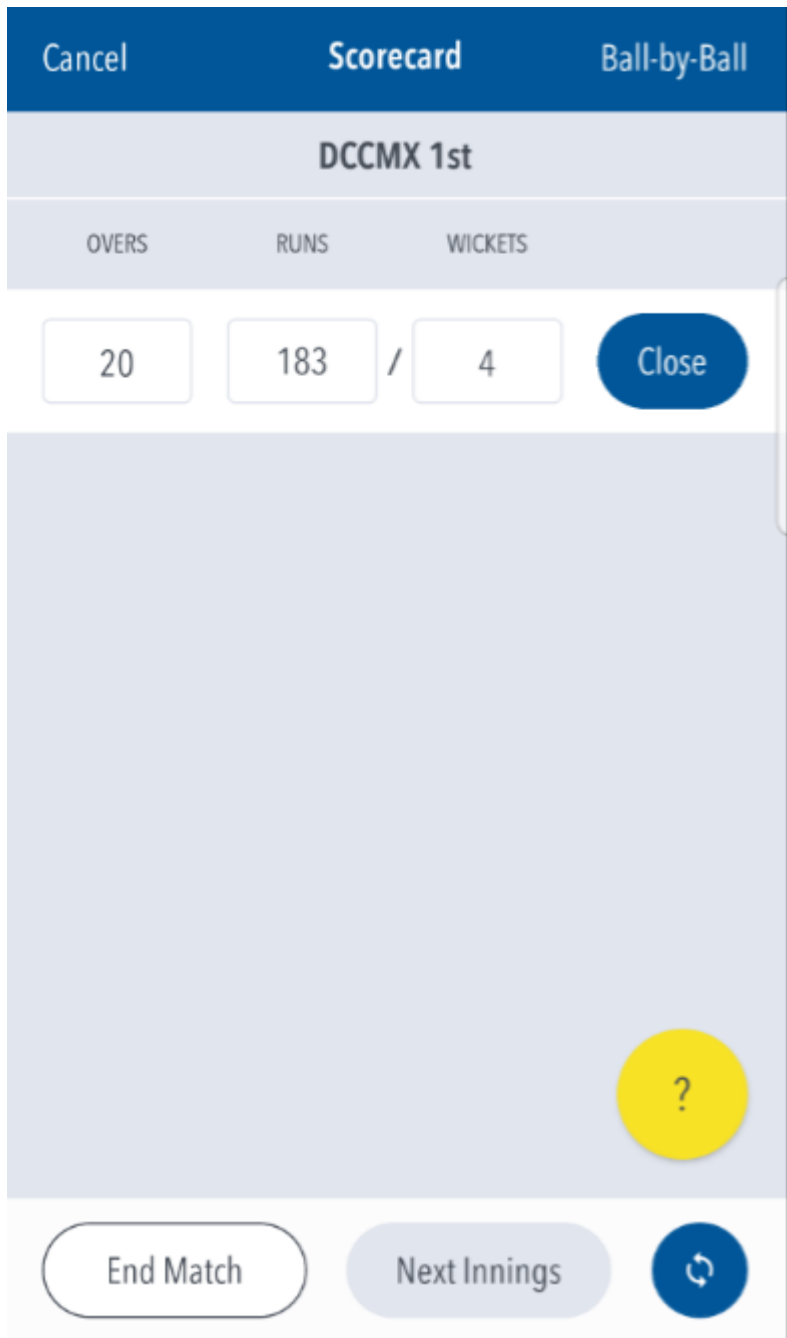 Cancel Scorecard Ball-by-Ball
DCCMX 1st
OVERS RUNS WICKETS
20 183 / 4 Close
?
End Match Next Innings